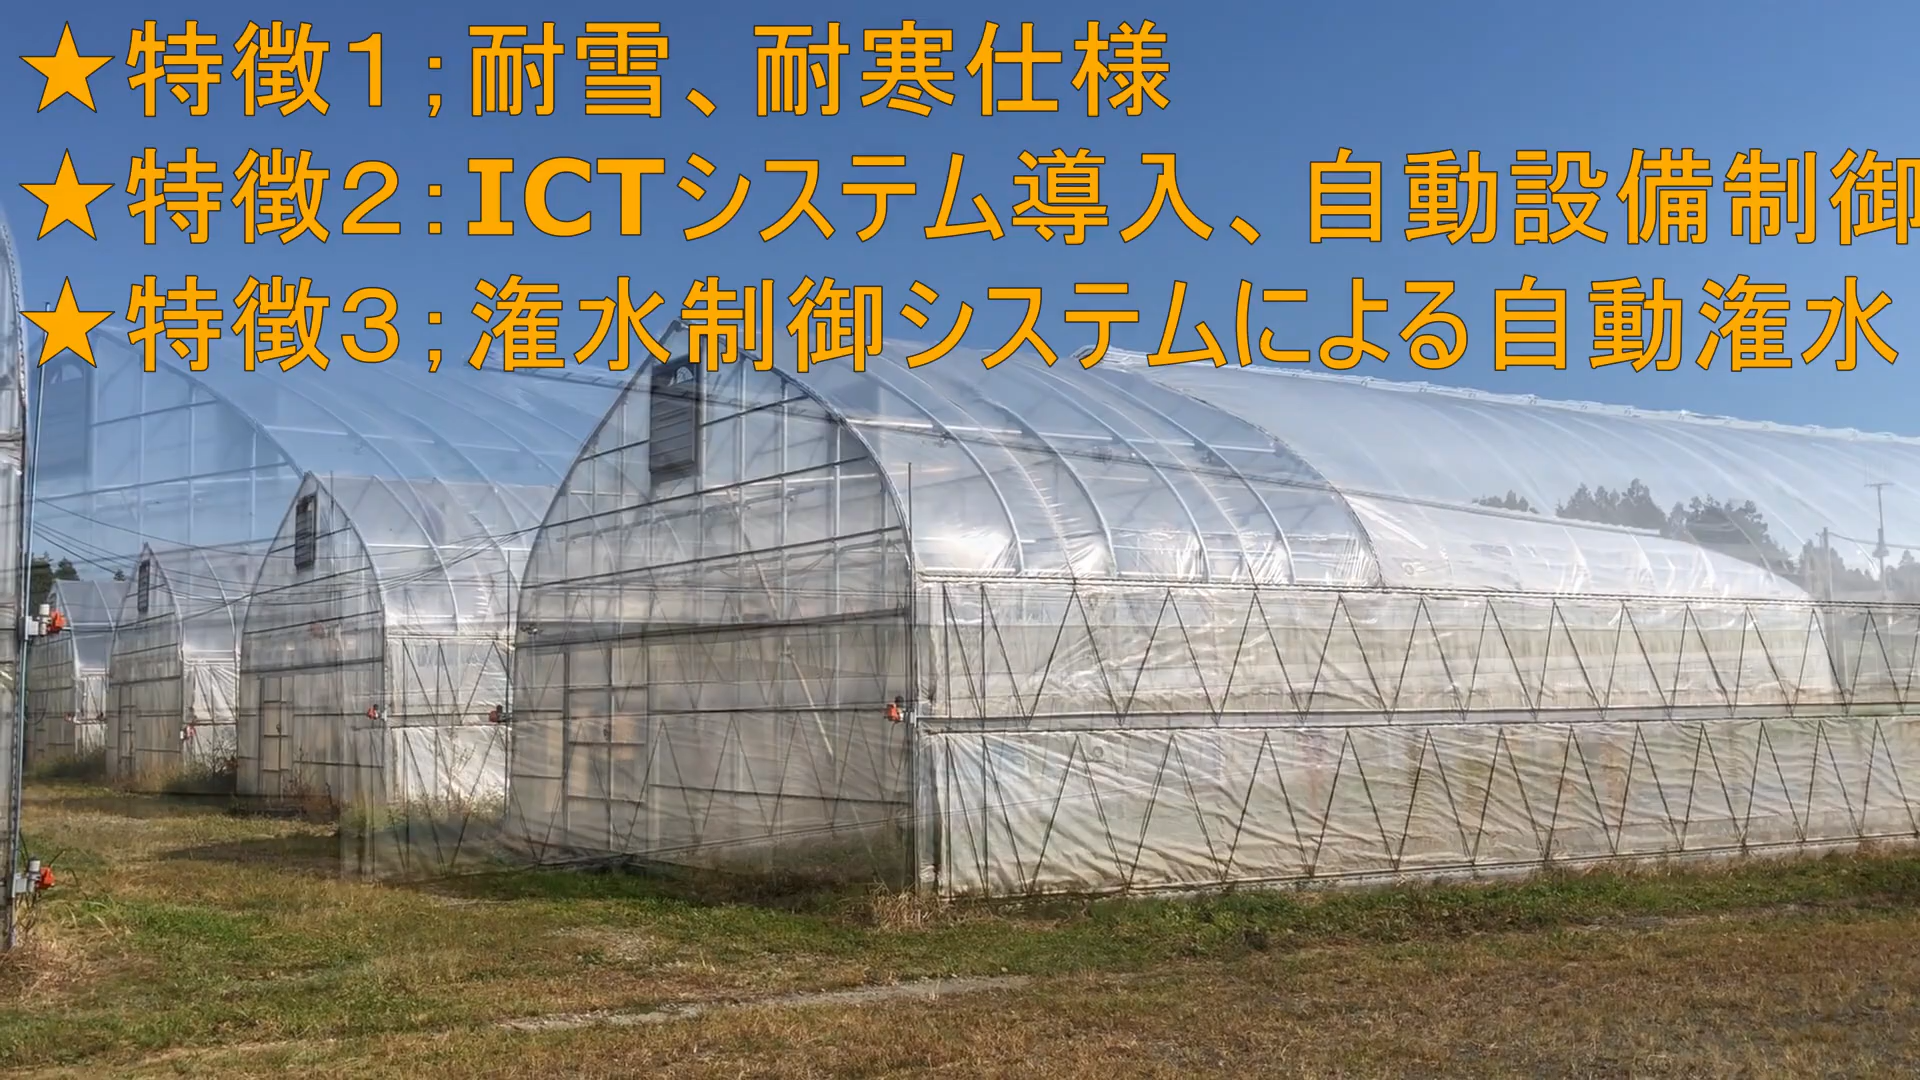 ★特徴１；耐雪、耐寒仕様
★特徴２：ICTシステム導入、自動設備制御
★特徴３；潅水制御システムによる自動潅水